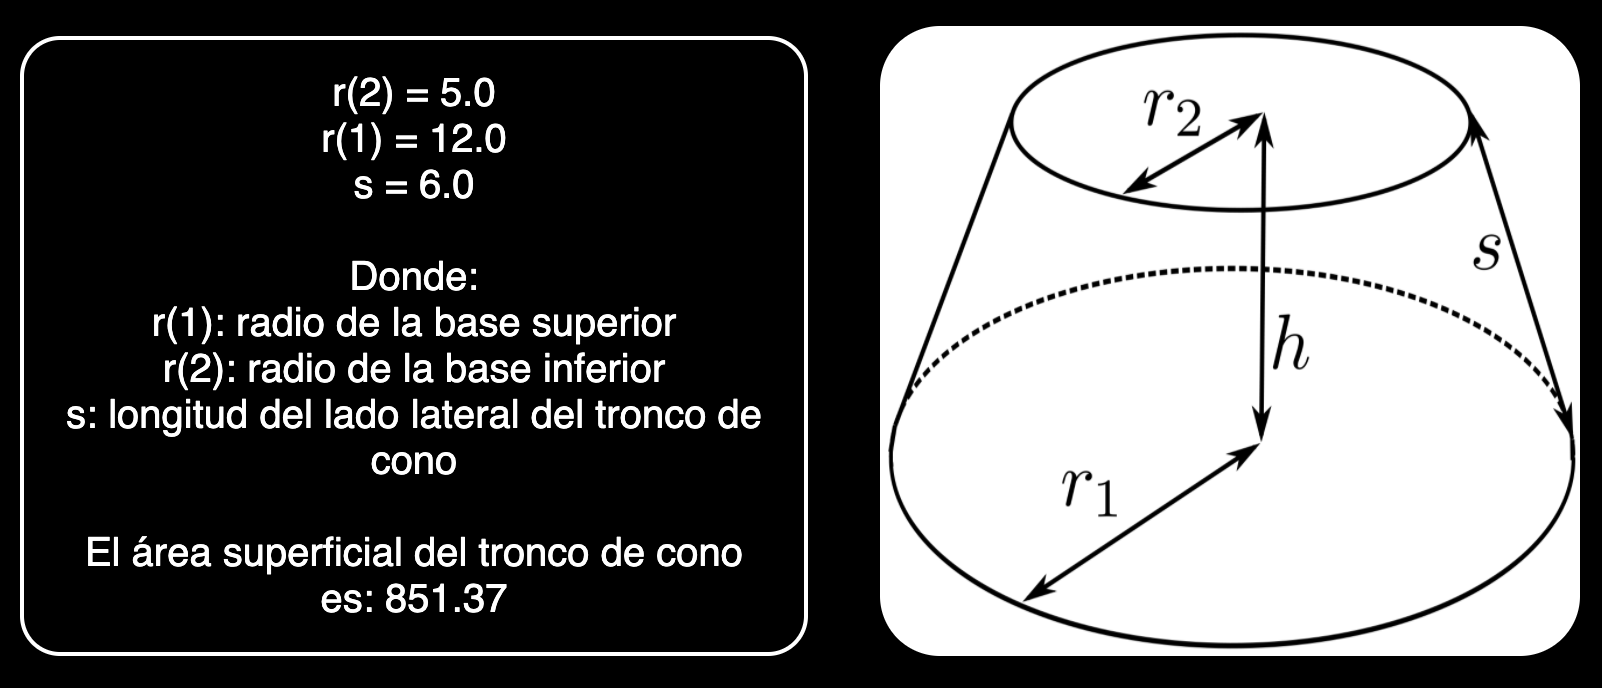 r(2) = 5.0
r(1) = 12.0
s = 6.0
Donde:
r(1): radio de la base superior
r(2): radio de la base inferior
s: longitud del lado lateral del tronco de
cono
El área superficial del tronco de cono
es: 851.37
r₂
s
h
r₁